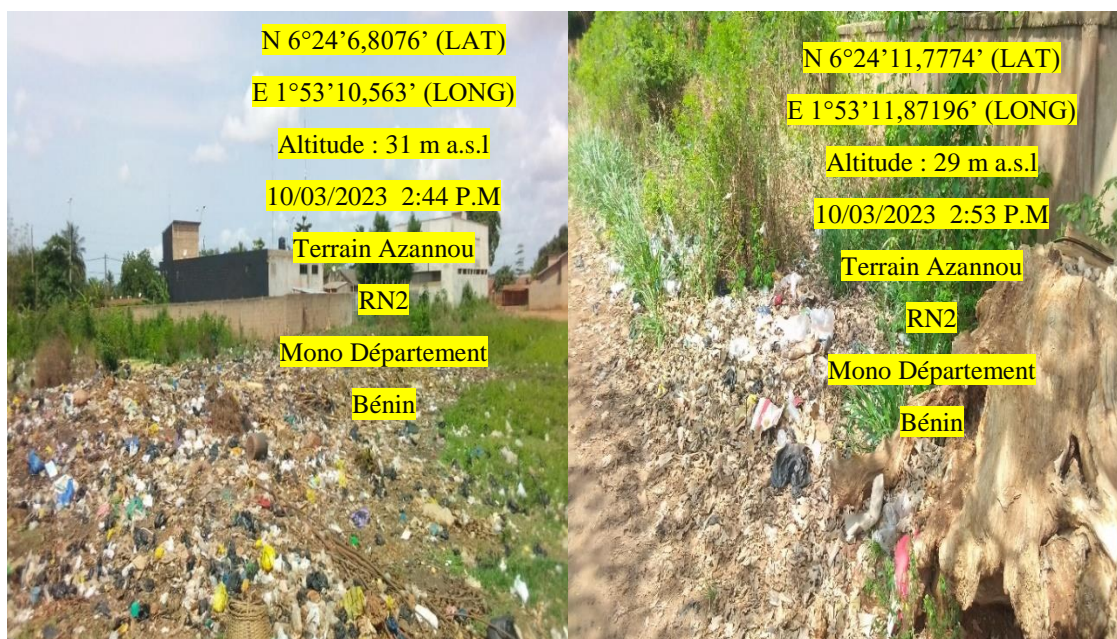 N 6°24’6,8076’ (LAT)
E 1°53’10,563’ (LONG)
Altitude : 31 m a.s.l
10/03/2023 2:44 P.M
Terrain Azannou
RN2
Mono Département
Bénin
N 6°24’11,7774’ (LAT)
E 1°53’11,87196’ (LONG)
Altitude : 29 m a.s.l
10/03/2023 2:53 P.M
Terrain Azannou
RN2
Mono Département
Bénin